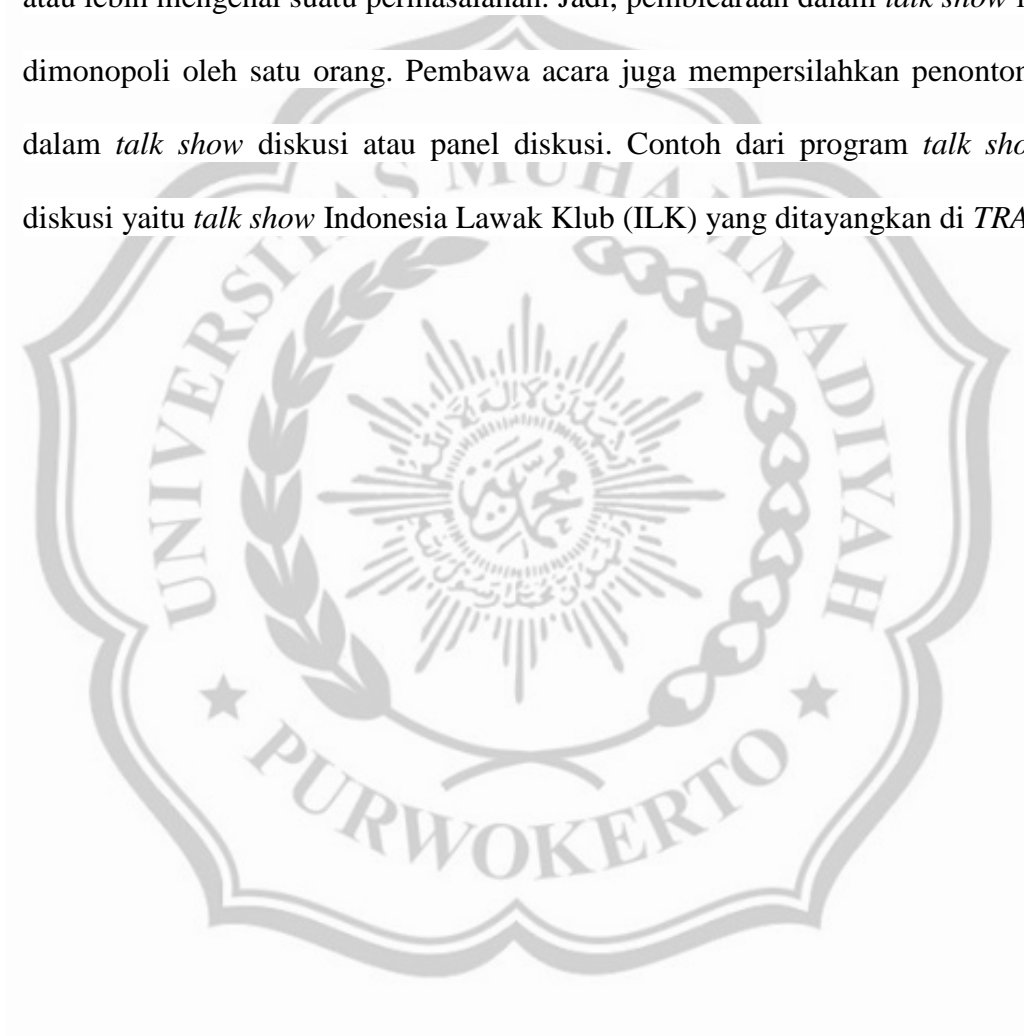 atau lebih mengenai suatu permasalahan. Jadi, pembicaraan dalam talk show
dimonopoli oleh satu orang. Pembawa acara juga mempersilahkan penonton
dalam talk show diskusi atau panel diskusi. Contoh dari program talk sho
diskusi yaitu talk show Indonesia Lawak Klub (ILK) yang ditayangkan di TRA
UNIVERSITAS MUHAMMADIYAH
PURWOKERTO
محمد